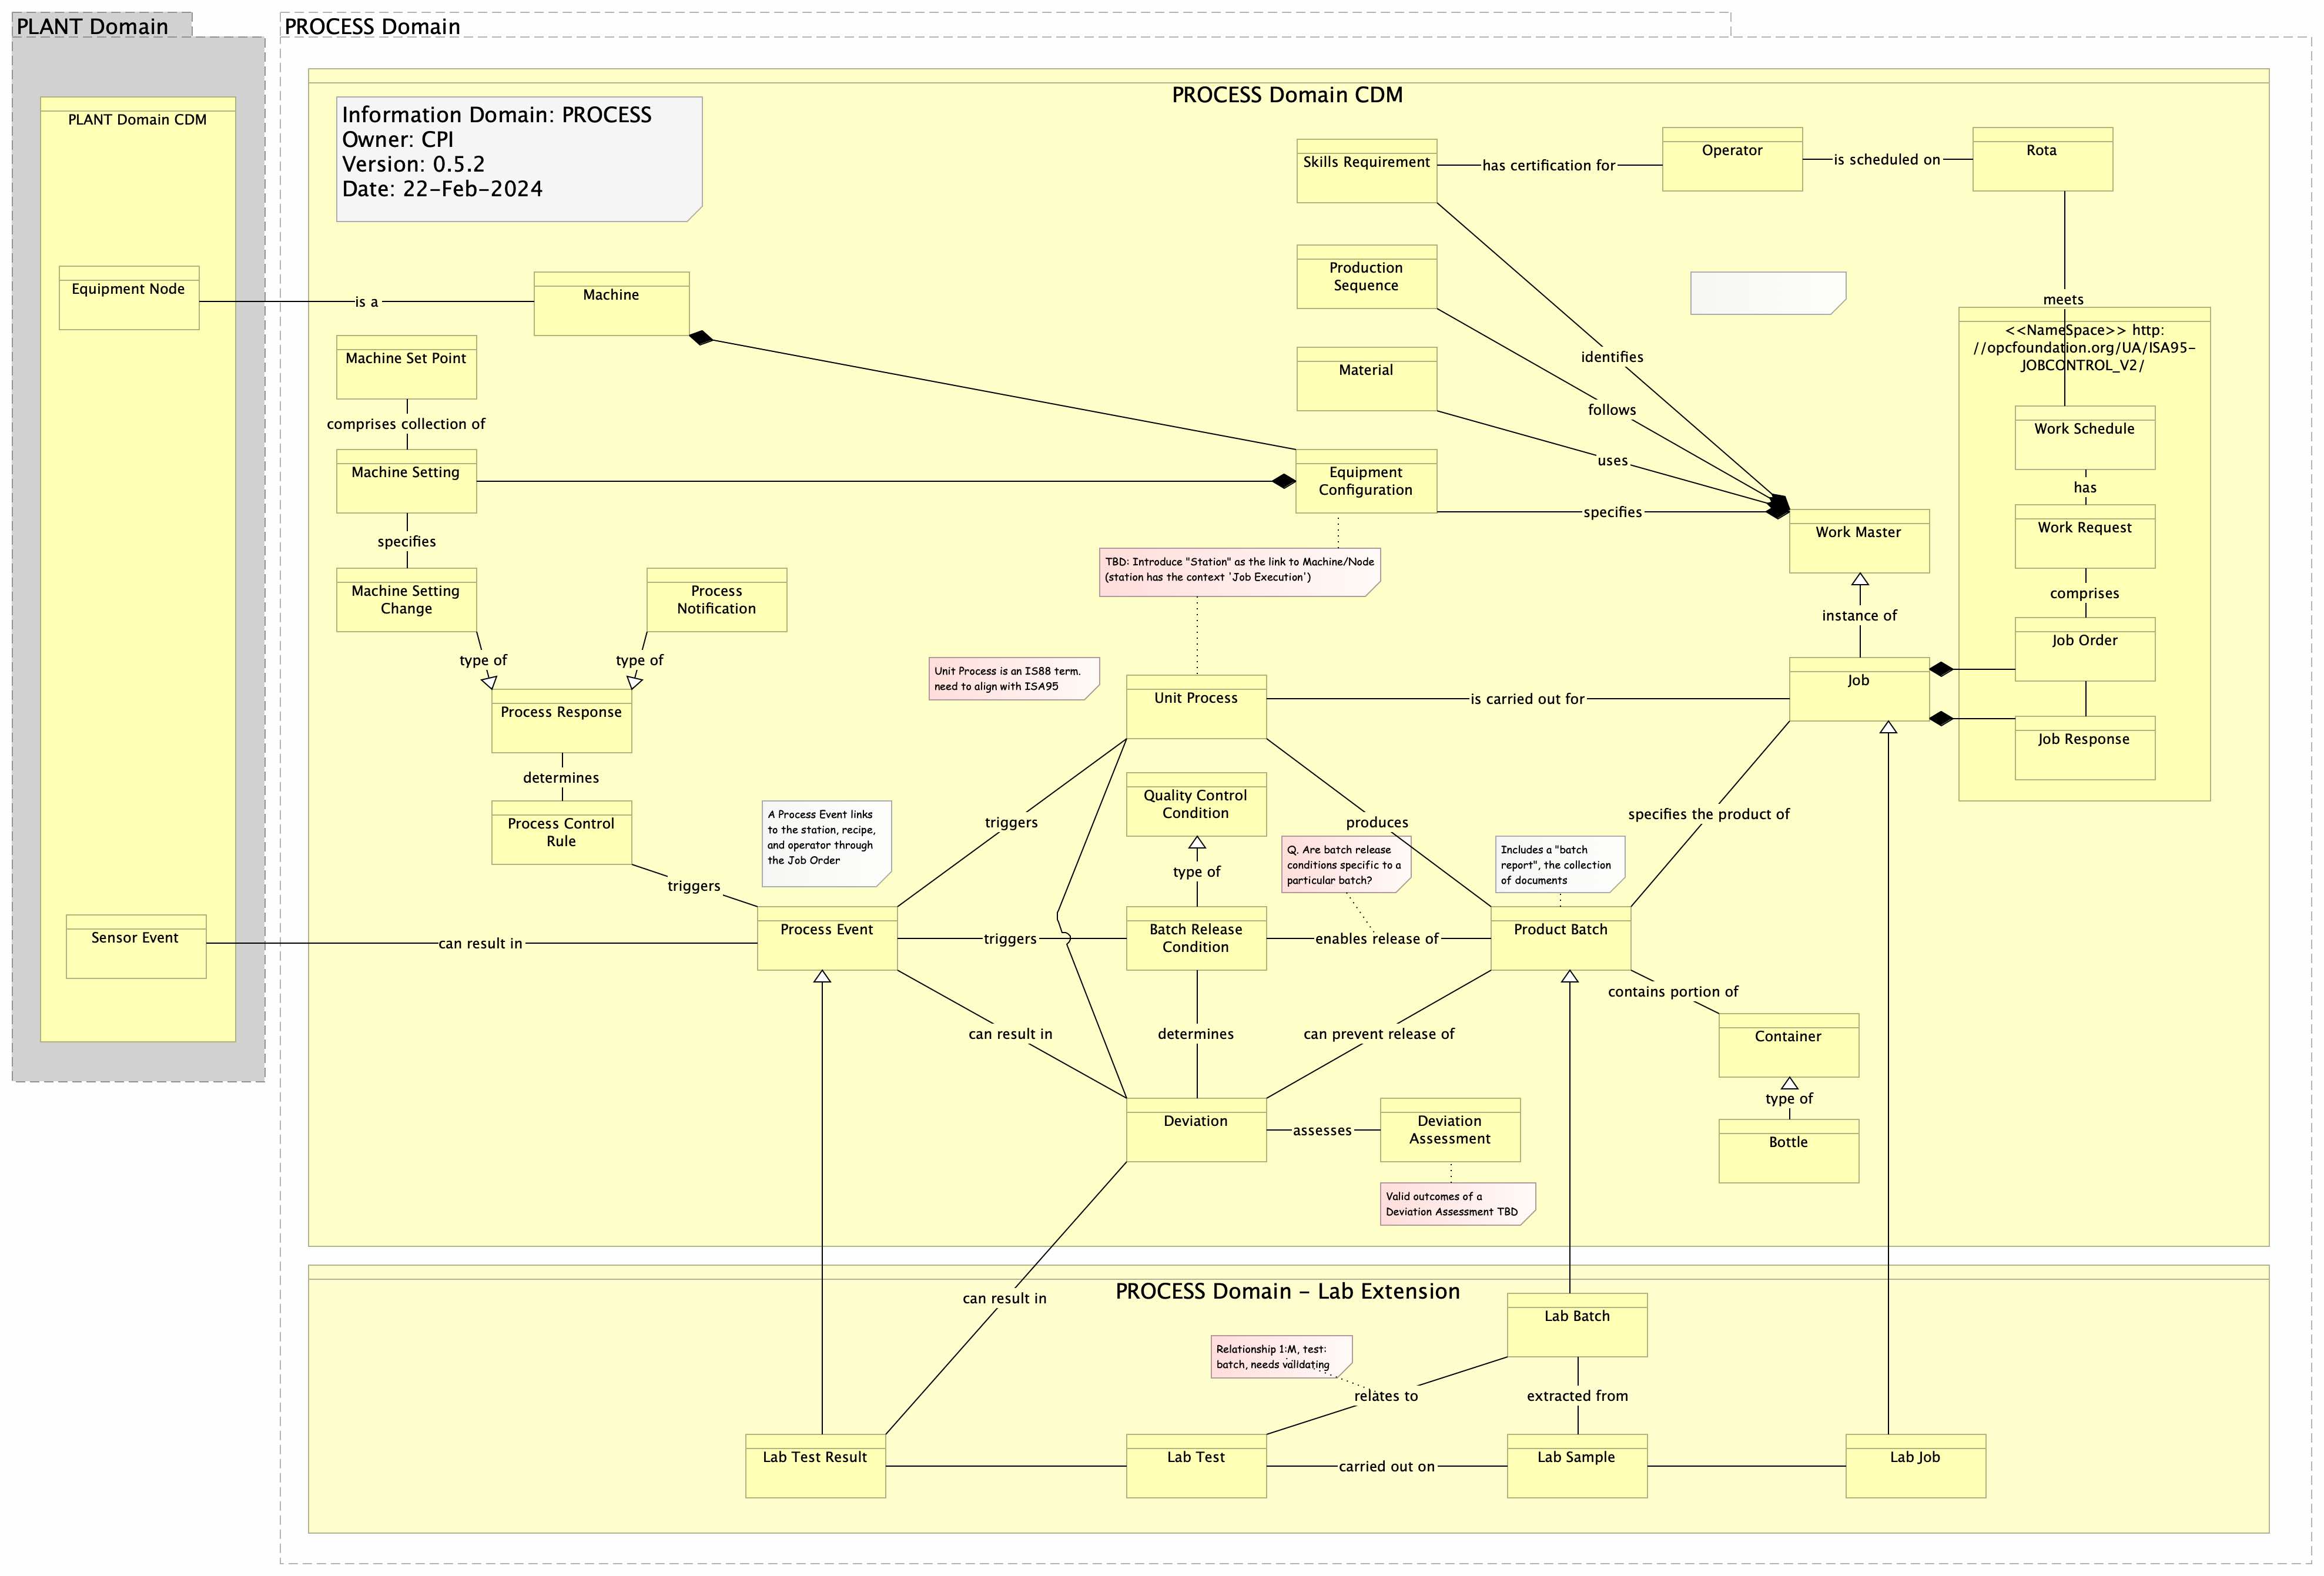 PLANT Domain
PROCESS Domain
PLANT Domain CDM
Equipment Node
Sensor Event
PROCESS Domain CDM
Information Domain: PROCESS
Owner: CPI
Version: 0.5.2
Date: 22-Feb-2024
Skills Requirement
has certification for
Operator
is scheduled on
Rota
Production
Sequence
is a
Machine
meets
<<NameSpace>> http:
//opcfoundation.org/UA/ISA95-
JOBCONTROL_V2/
Machine Set Point
identifies
Material
follows
comprises collection of
Work Schedule
uses
Machine Setting
Equipment
Configuration
has
specifies
Work Master
Work Request
specifies
TBD: Introduce "Station" as the link to Machine/Node
(station has the context 'Job Execution')
Machine Setting
Change
Process
Notification
comprises
instance of
Job Order
type of
type of
Unit Process is an IS88 term.
need to align with ISA95
Unit Process
is carried out for
Job
Process Response
Job Response
determines
Quality Control
Condition
Process Control
Rule
A Process Event links
to the station, recipe,
and operator through
the Job Order
triggers
produces
specifies the product of
Q. Are batch release
conditions specific to a
particular batch?
Includes a "batch
report", the collection
of documents
type of
triggers
can result in
Process Event
triggers
Batch Release
Condition
enables release of
Product Batch
contains portion of
can result in
determines
can prevent release of
Container
type of
Deviation
assesses
Deviation
Assessment
Bottle
Valid outcomes of a
Deviation Assessment TBD
PROCESS Domain - Lab Extension
can result in
Lab Batch
Relationship 1:M, test:
batch, needs validating
relates to
extracted from
Lab Test Result
Lab Test
carried out on
Lab Sample
Lab Job